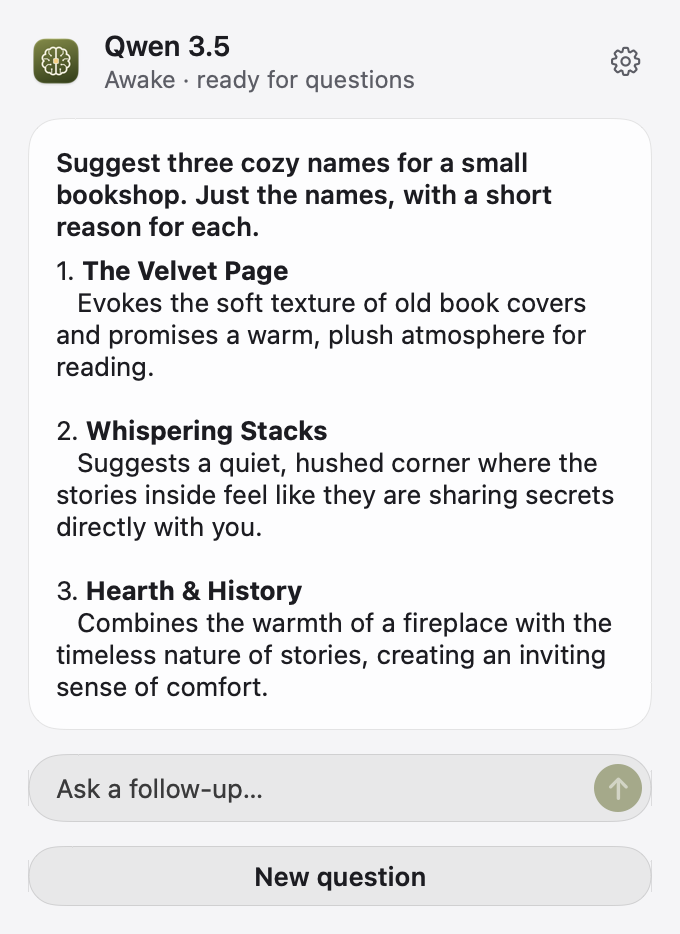 Qwen 3.5
Awake · ready for questions
Suggest three cozy names for a small
bookshop. Just the names, with a short
reason for each.
1. The Velvet Page
Evokes the soft texture of old book covers
and promises a warm, plush atmosphere for
reading.
2. Whispering Stacks
Suggests a quiet, hushed corner where the
stories inside feel like they are sharing secrets
directly with you.
3. Hearth & History
Combines the warmth of a fireplace with the
timeless nature of stories, creating an inviting
sense of comfort.
Ask a follow-up...
New question